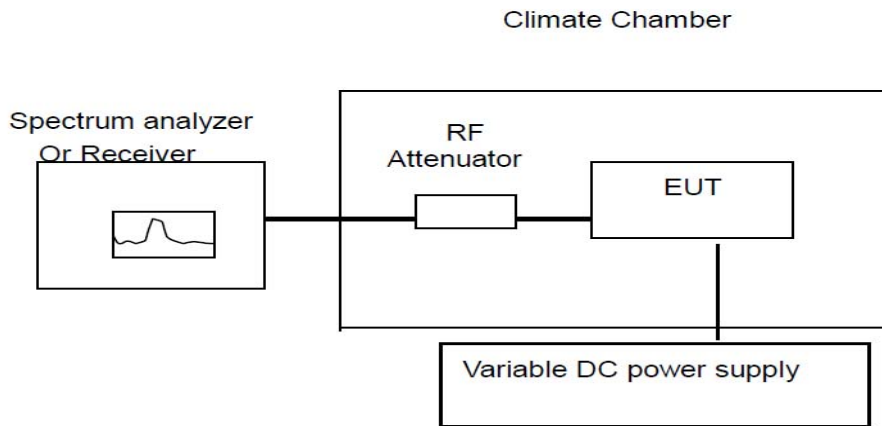 Climate Chamber
Spectrum analyzer
Or Receiver
RF
Attenuator
EUT
Variable DC power supply